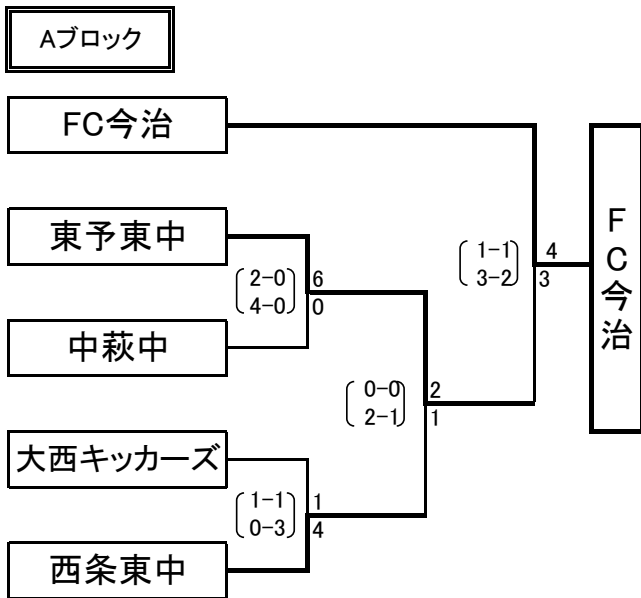 Aブロック
FC今治
東予東中
中萩中
大西キッカーズ
西条東中
2-0
4-0
6
0
1-1
0-3
1
4
0-0
2-1
2
1
1-1
3-2
4
3
FC今治